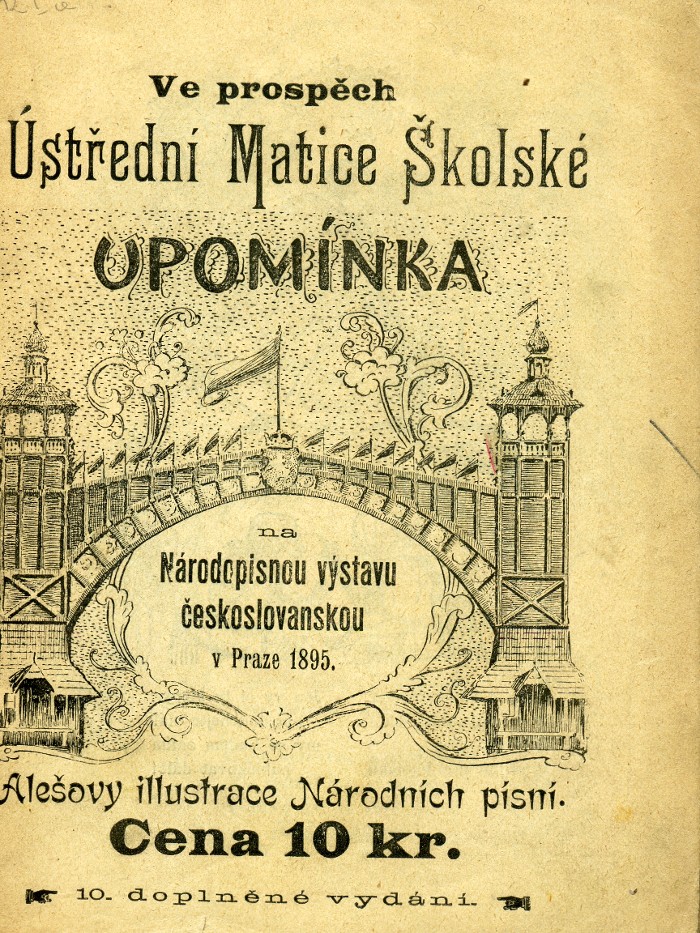 Ve prospěch
Ústřední Matice Školské
UPOMÍNKA
na
Národopisnou výstavu
českoslovanskou
v Praze 1895.
Alešovy illustrace Národních písní.
Cena 10 kr.
10. doplněné vydání.